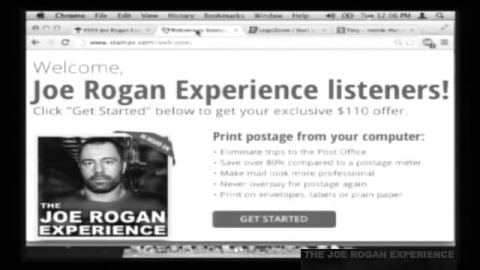 Chrome File Edit View History Bookmarks Window Help Tue 12:06 PM
www.stamps.com/welcome/
Welcome,
Joe Rogan Experience listeners!
Click "Get Started" below to get your exclusive $110 offer.
Print postage from your computer:
• Eliminate trips to the Post Office.
• Save over 80% compared to a postage meter.
• Make mail look more professional.
• Never overpay for postage again.
• Print on envelopes, labels or plain paper.
GET STARTED
THE
JOE ROGAN
EXPERIENCE
THE JOE ROGAN EXPERIENCE